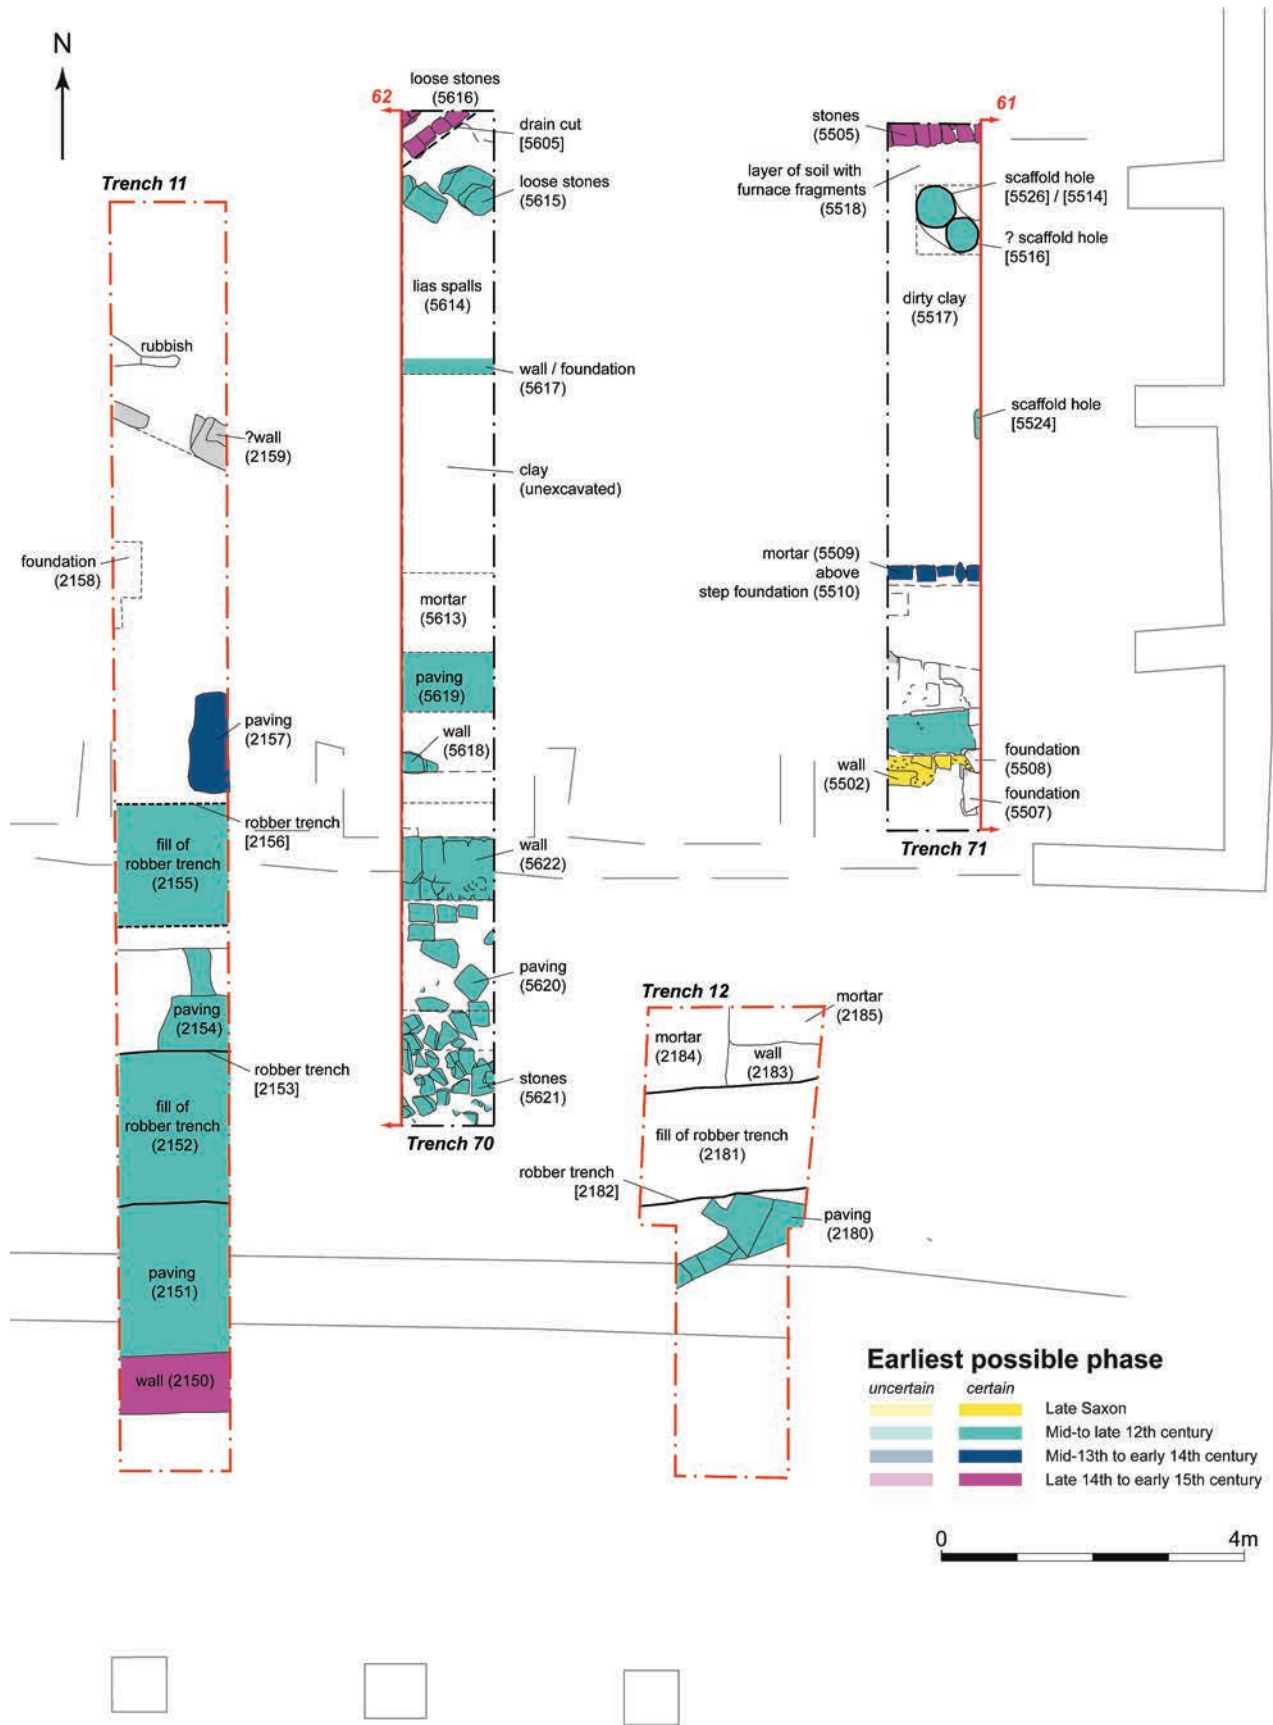 N
Trench 11
rubbish
?wall
(2159)
foundation
(2158)
paving
(2157)
robber trench
[2156]
fill of
robber trench
(2155)
paving
(2154)
robber trench
[2153]
fill of
robber trench
(2152)
paving
(2151)
wall (2150)
62
loose stones
(5616)
drain cut
[5605]
loose stones
(5615)
lias spalls
(5614)
wall / foundation
(5617)
clay
(unexcavated)
mortar
(5613)
paving
(5619)
wall
(5618)
wall
(5622)
paving
(5620)
stones
(5621)
Trench 70
61
stones
(5505)
layer of soil with
furnace fragments
(5518)
scaffold hole
[5526] / [5514]
? scaffold hole
[5516]
dirty clay
(5517)
scaffold hole
[5524]
mortar (5509)
above
step foundation (5510)
wall
(5502)
foundation
(5508)
foundation
(5507)
Trench 71
Trench 12
mortar
(2185)
mortar
(2184)
wall
(2183)
fill of robber trench
(2181)
robber trench
[2182]
paving
(2180)
Earliest possible phase
uncertain certain
Late Saxon
Mid-to late 12th century
Mid-13th to early 14th century
Late 14th to early 15th century
0 4m